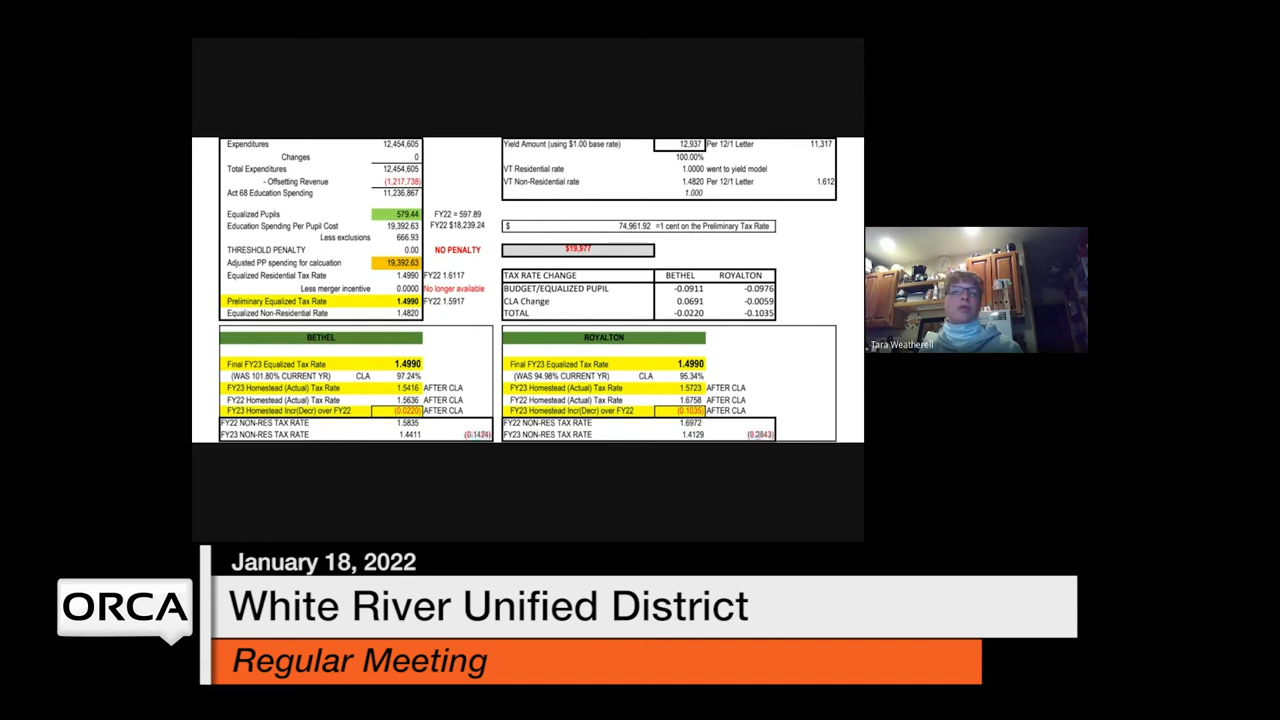 Expenditures 12,454,605
Changes 0
Total Expenditures 12,454,605
- Offsetting Revenue (1,217,738)
Act 68 Education Spending 11,236,867
Equalized Pupils 579.44 FY22 = 597.89
Education Spending Per Pupil Cost 19,392.63 FY22 $18,239.24
Less exclusions 666.93
THRESHOLD PENALTY 0.00 NO PENALTY
Adjusted PP spending for calcuation 19,392.63
Equalized Residential Tax Rate 1.4990 FY22 1.6117
Less merger incentive 0.0000 No longer available
Preliminary Equalized Tax Rate 1.4990 FY22 1.5917
Equalized Non-Residential Rate 1.4820
Yield Amount (using $1.00 base rate) 12,937 Per 12/1 Letter 11,317
100.00%
VT Residential rate 1.0000 went to yield model
VT Non-Residential rate 1.4820 Per 12/1 Letter 1.612
1.000
$ 74,961.92 =1 cent on the Preliminary Tax Rate
$19,977
TAX RATE CHANGE BETHEL ROYALTON
BUDGET/EQUALIZED PUPIL -0.0911 -0.0976
CLA Change 0.0691 -0.0059
TOTAL -0.0220 -0.1035
BETHEL
Final FY23 Equalized Tax Rate 1.4990
(WAS 101.80% CURRENT YR) CLA 97.24%
FY23 Homestead (Actual) Tax Rate 1.5416 AFTER CLA
FY22 Homestead (Actual) Tax Rate 1.5636 AFTER CLA
FY23 Homestead Incr(Decr) over FY22 (0.0220) AFTER CLA
FY22 NON-RES TAX RATE 1.5835
FY23 NON-RES TAX RATE 1.4411 (0.1424)
ROYALTON
Final FY23 Equalized Tax Rate 1.4990
(WAS 94.98% CURRENT YR) CLA 95.34%
FY23 Homestead (Actual) Tax Rate 1.5723 AFTER CLA
FY22 Homestead (Actual) Tax Rate 1.6758 AFTER CLA
FY23 Homestead Incr(Decr) over FY22 (0.1035) AFTER CLA
FY22 NON-RES TAX RATE 1.6972
FY23 NON-RES TAX RATE 1.4129 (0.2843)
Tara Weatherell
January 18, 2022
ORCA
White River Unified District
Regular Meeting